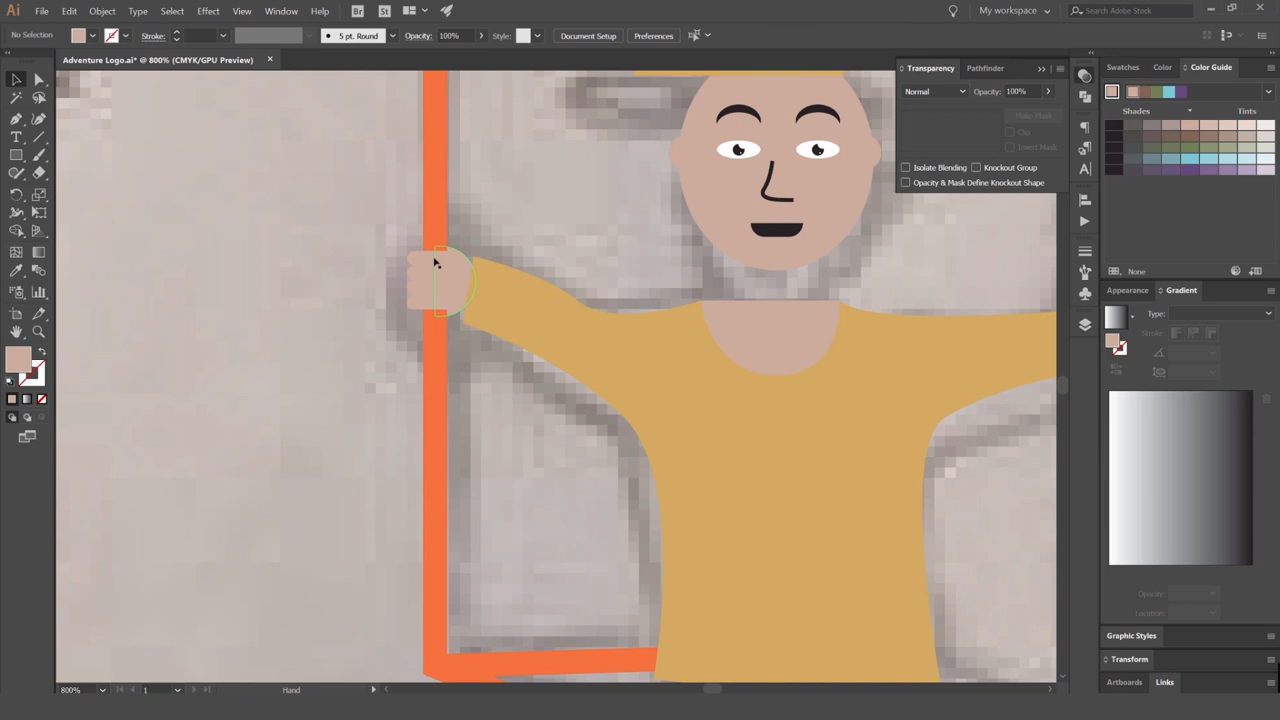 Ai File Edit Object Type Select Effect View Window Help Br St My workspace Search Adobe Stock
No Selection Stroke: 5 pt. Round Opacity: 100% Style: Document Setup Preferences
Adventure Logo.ai* @ 800% (CMYK/GPU Preview)
Transparency Pathfinder
Normal Opacity: 100%
Make Mask
Clip
Invert Mask
Isolate Blending Knockout Group
Opacity & Mask Define Knockout Shape
Swatches Color Color Guide
Shades Tints
None
Appearance Gradient
Type:
Stroke:
Opacity:
Location:
Graphic Styles
Transform
Artboards Links
800% 1 Hand